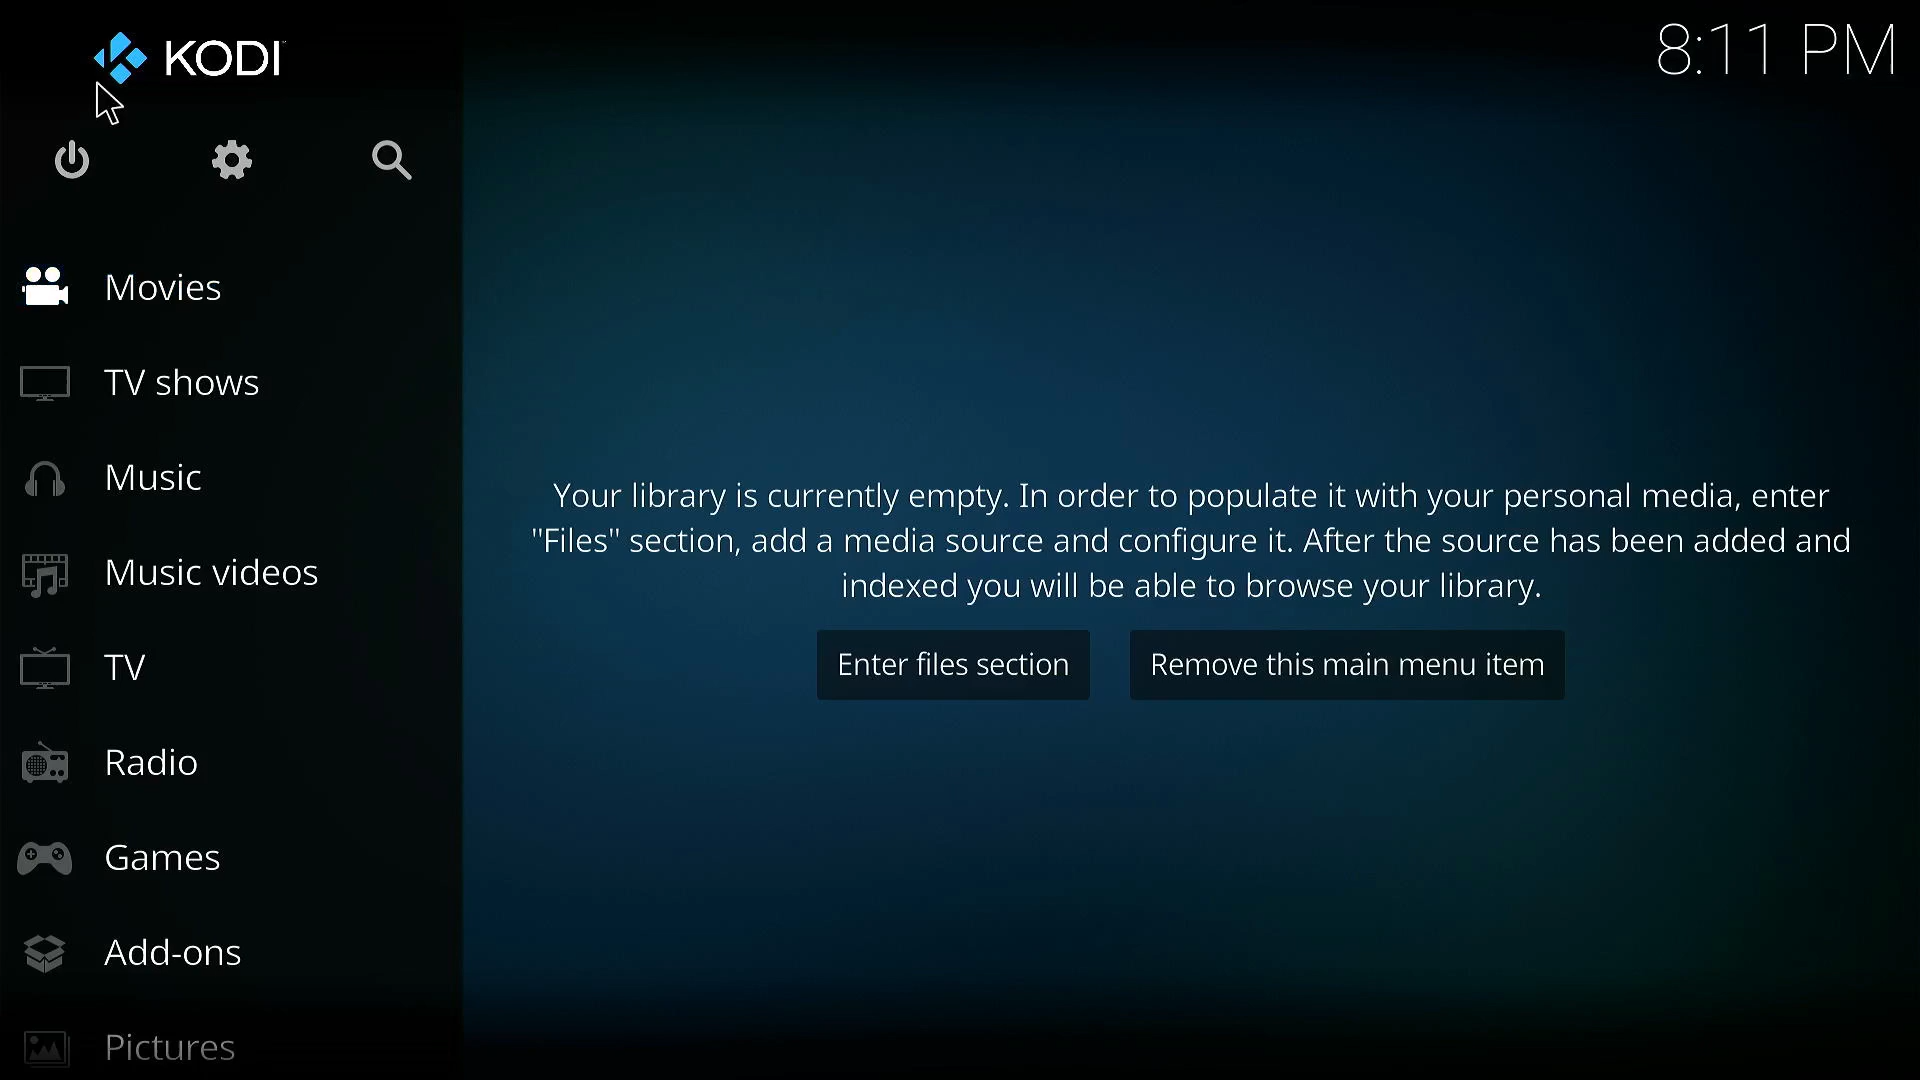 KODI
8:11 PM
Movies
TV shows
Music
Music videos
TV
Radio
Games
Add-ons
Pictures
Your library is currently empty. In order to populate it with your personal media, enter
"Files" section, add a media source and configure it. After the source has been added and
indexed you will be able to browse your library.
Enter files section
Remove this main menu item